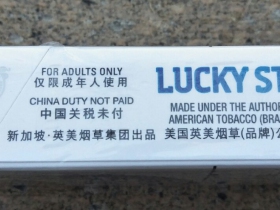 FOR ADULTS ONLY
仅限成年人使用
CHINA DUTY NOT PAID
中国关税未付
新加坡·英美烟草集团出品
LUCKY ST
MADE UNDER THE AUTHOR
AMERICAN TOBACCO (BRA
美国英美烟草(品牌)公